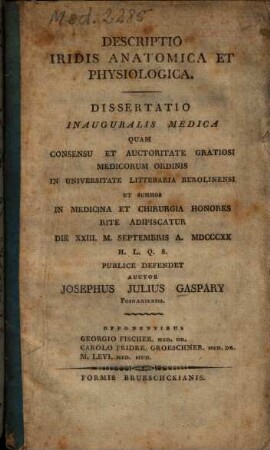 Med. 2285
DESCRIPTIO
IRIDIS ANATOMICA ET
PHYSIOLOGICA.
DISSERTATIO
INAUGURALIS MEDICA
QUAM
CONSENSU ET AUCTORITATE GRATIOSI
MEDICORUM ORDINIS
IN UNIVERSITATE LITTERARIA BEROLINENSI
UT SUMMOS
IN MEDICINA ET CHIRURGIA HONORES
RITE ADIPISCATUR
DIE XXIII. M. SEPTEMBRIS A. MDCCCXX
H. L. Q. S.
PUBLICE DEFENDET
AUCTOR
JOSEPHUS JULIUS GASPARY
POSNANIENSIS.
OPPONENTIBUS
GEORGIO FISCHER, MED. DR.
CAROLO FRIDRE. GROESCHNER, MED. DR.
M. LEVI, MED. STUD.
FORMIS BRUESCHCKIANIS.